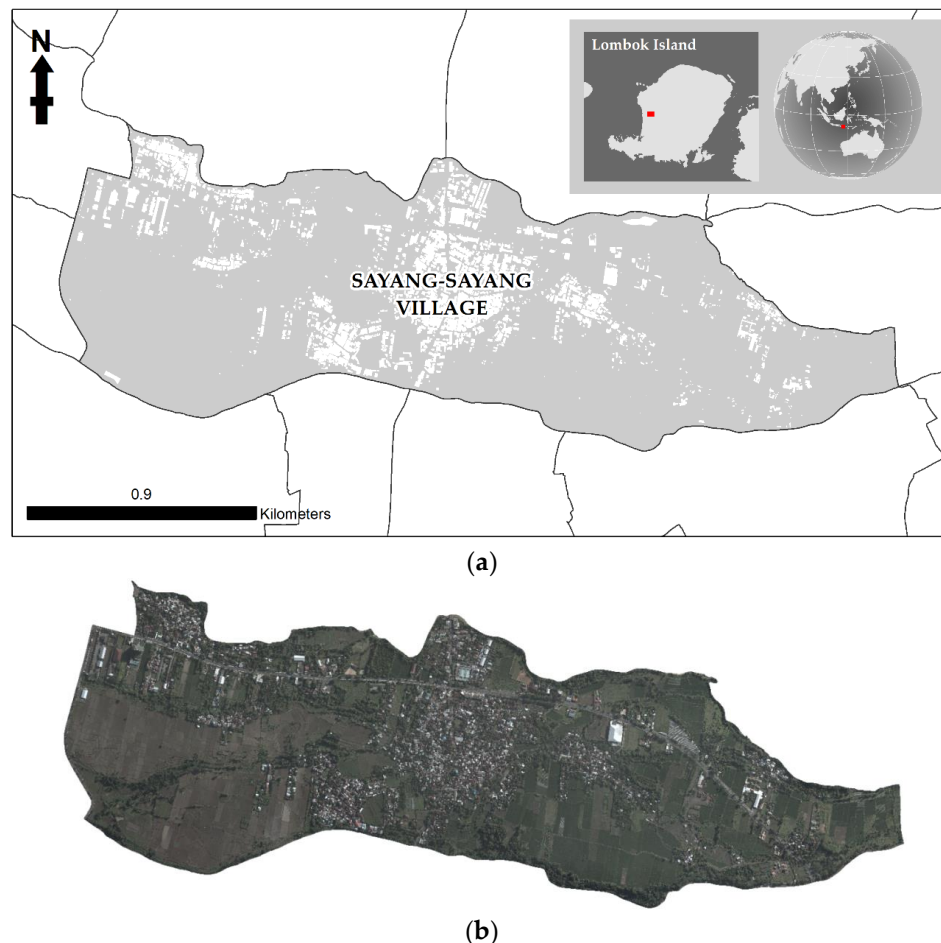 N
Lombok Island
SAYANG-SAYANG
VILLAGE
0.9
Kilometers
(a)
(b)